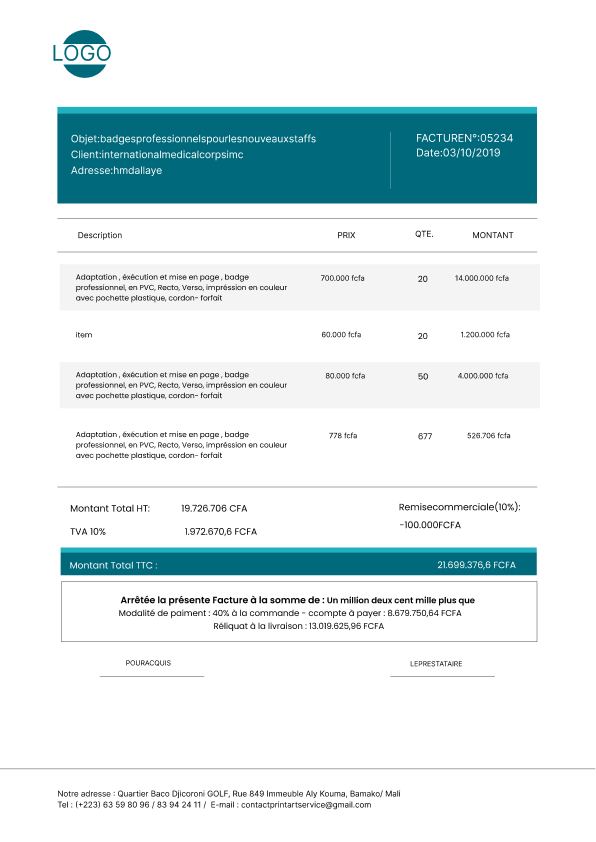 LOGO
Objet:badgesprofessionnelspourlesnouveauxstaffs
Client:internationalmedicalcorpsimc
Adresse:hmdallaye
FACTUREN°:05234
Date:03/10/2019
Description PRIX QTE. MONTANT
Adaptation , éxécution et mise en page , badge
professionnel, en PVC, Recto, Verso, impréssion en couleur
avec pochette plastique, cordon- forfait
700.000 fcfa 20 14.000.000 fcfa
item 60.000 fcfa 20 1.200.000 fcfa
Adaptation , éxécution et mise en page , badge
professionnel, en PVC, Recto, Verso, impréssion en couleur
avec pochette plastique, cordon- forfait
80.000 fcfa 50 4.000.000 fcfa
Adaptation , éxécution et mise en page , badge
professionnel, en PVC, Recto, Verso, impréssion en couleur
avec pochette plastique, cordon- forfait
778 fcfa 677 526.706 fcfa
Montant Total HT: 19.726.706 CFA
TVA 10% 1.972.670,6 FCFA
Remisecommerciale(10%):
-100.000FCFA
Montant Total TTC : 21.699.376,6 FCFA
Arrêtée la présente Facture à la somme de : Un million deux cent mille plus que
Modalité de paiment : 40% à la commande - ccompte à payer : 8.679.750,64 FCFA
Réliquat à la livraison : 13.019.625,96 FCFA
POURACQUIS LEPRESTATAIRE
Notre adresse : Quartier Baco Djicoroni GOLF, Rue 849 Immeuble Aly Kouma, Bamako/ Mali
Tel : (+223) 63 59 80 96 / 83 94 24 11 / E-mail : contactprintartservice@gmail.com